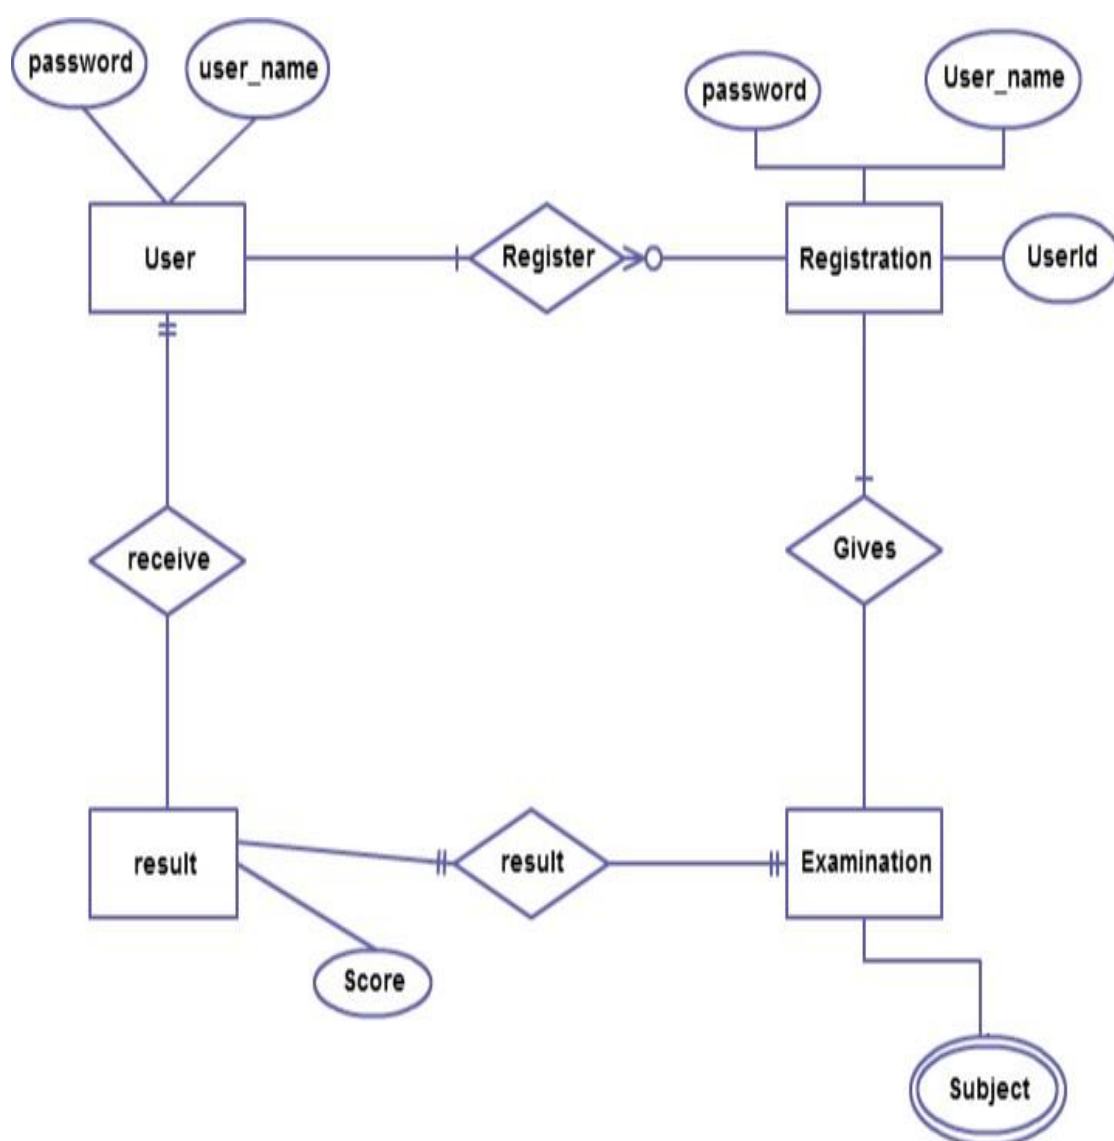 password
user_name
password
User_name
User
Register
Registration
UserId
receive
Gives
result
result
Examination
Score
Subject